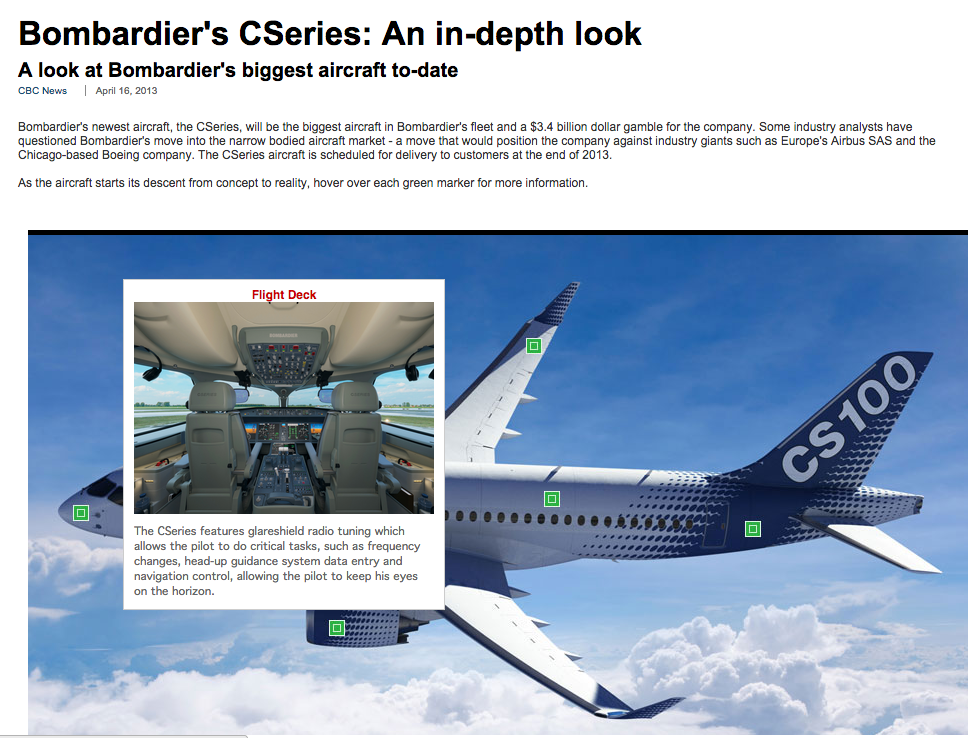 Bombardier's CSeries: An in-depth look
A look at Bombardier's biggest aircraft to-date
CBC News | April 16, 2013
Bombardier's newest aircraft, the CSeries, will be the biggest aircraft in Bombardier's fleet and a $3.4 billion dollar gamble for the company. Some industry analysts have
questioned Bombardier's move into the narrow bodied aircraft market - a move that would position the company against industry giants such as Europe's Airbus SAS and the
Chicago-based Boeing company. The CSeries aircraft is scheduled for delivery to customers at the end of 2013.
As the aircraft starts its descent from concept to reality, hover over each green marker for more information.
Flight Deck
The CSeries features glareshield radio tuning which
allows the pilot to do critical tasks, such as frequency
changes, head-up guidance system data entry and
navigation control, allowing the pilot to keep his eyes
on the horizon.
CS100